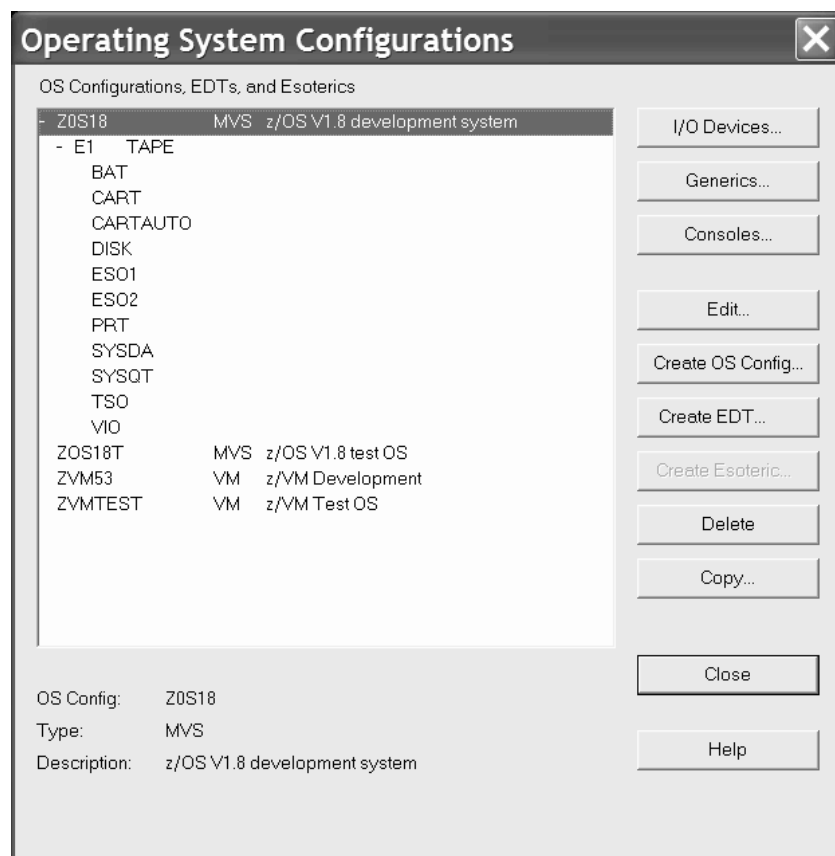 Operating System Configurations
OS Configurations, EDTs, and Esoterics
- Z0S18 MVS z/OS V1.8 development system
- E1 TAPE
BAT
CART
CARTAUTO
DISK
ESO1
ESO2
PRT
SYSDA
SYSQT
TSO
VIO
ZOS18T MVS z/OS V1.8 test OS
ZVM53 VM z/VM Development
ZVMTEST VM z/VM Test OS
I/O Devices...
Generics...
Consoles...
Edit...
Create OS Config...
Create EDT...
Create Esoteric...
Delete
Copy...
Close
Help
OS Config: Z0S18
Type: MVS
Description: z/OS V1.8 development system